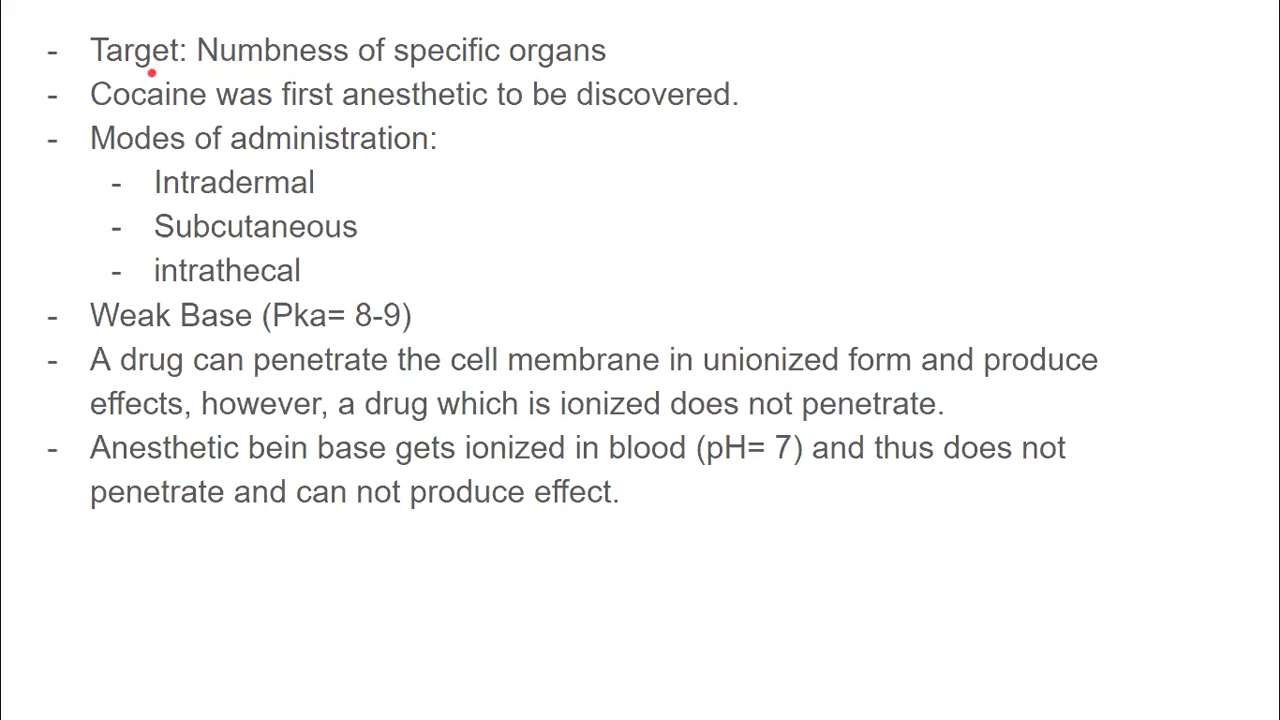 - Target: Numbness of specific organs
- Cocaine was first anesthetic to be discovered.
- Modes of administration:
- Intradermal
- Subcutaneous
- intrathecal
- Weak Base (Pka= 8-9)
- A drug can penetrate the cell membrane in unionized form and produce
effects, however, a drug which is ionized does not penetrate.
- Anesthetic bein base gets ionized in blood (pH= 7) and thus does not
penetrate and can not produce effect.